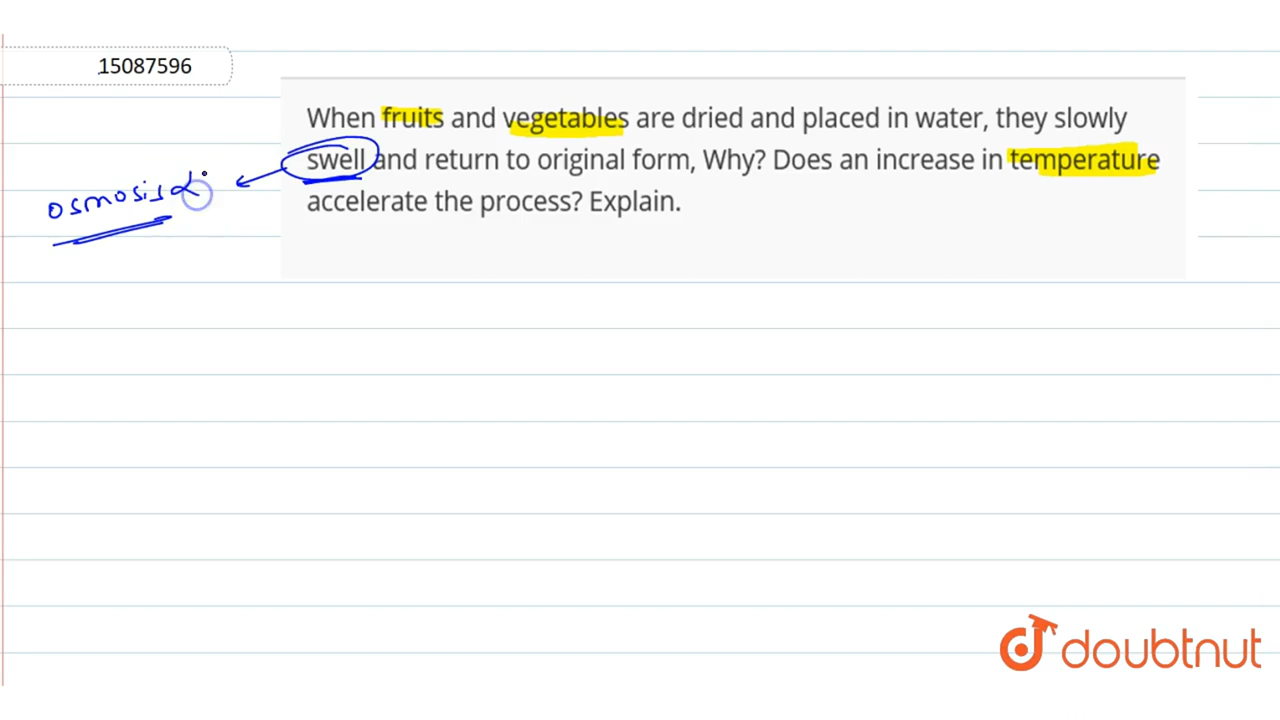 15087596
When fruits and vegetables are dried and placed in water, they slowly
swell and return to original form, Why? Does an increase in temperature
accelerate the process? Explain.
osmosis α
doubtnut